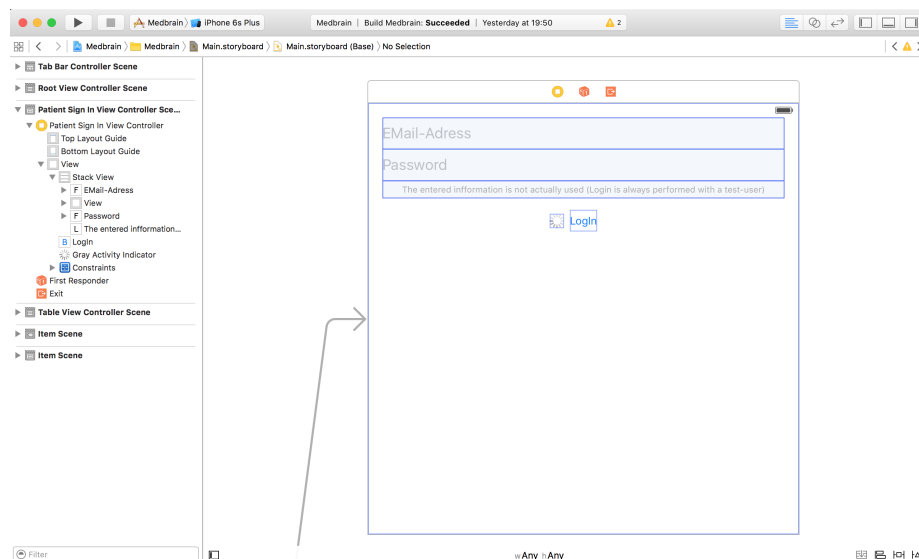 Medbrain iPhone 6s Plus Medbrain | Build Medbrain: Succeeded | Yesterday at 19:50 2
Medbrain Medbrain Main.storyboard Main.storyboard (Base) No Selection
Tab Bar Controller Scene
Root View Controller Scene
Patient Sign In View Controller Sce...
Patient Sign In View Controller
Top Layout Guide
Bottom Layout Guide
View
Stack View
F EMail-Adress
View
F Password
L The entered infformation...
B LogIn
Gray Activity Indicator
Constraints
First Responder
Exit
Table View Controller Scene
Item Scene
Item Scene
Filter
EMail-Adress
Password
The entered infformation is not actually used (Login is always performed with a test-user)
LogIn
wAny hAny